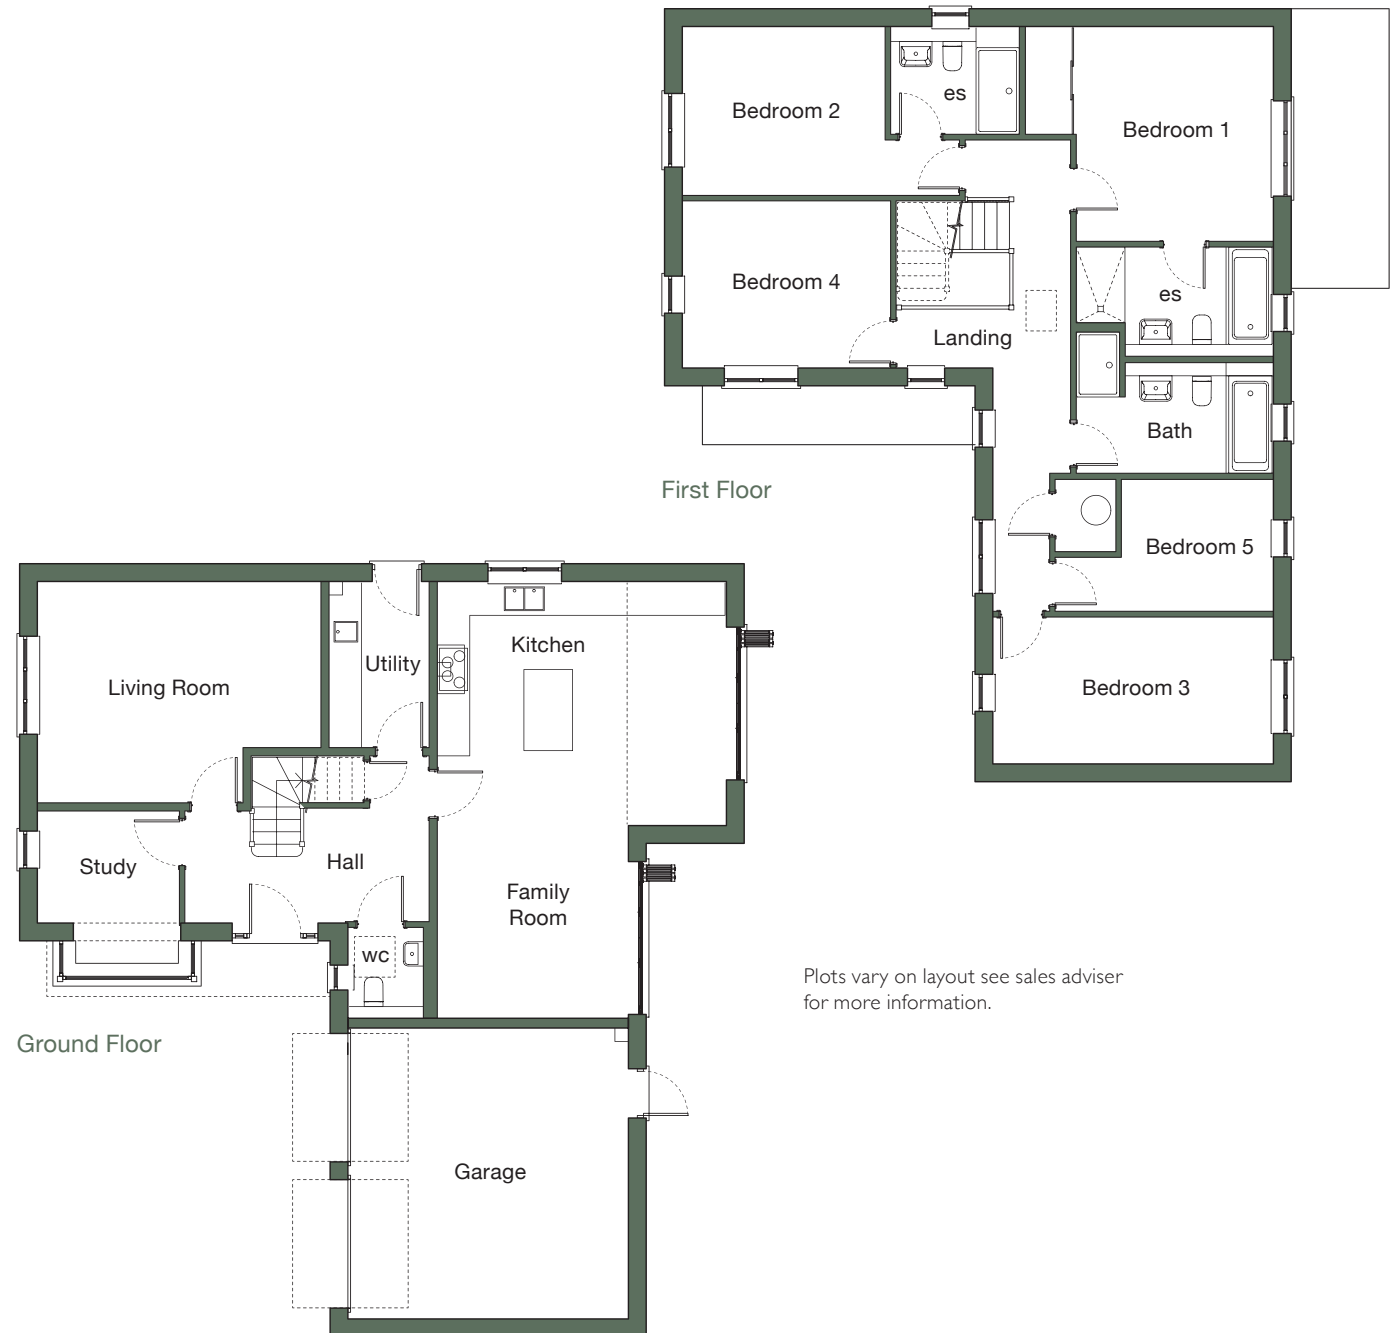 Bedroom 2
es
Bedroom 1
Bedroom 4
es
Landing
Bath
First Floor
Bedroom 5
Bedroom 3
Kitchen
Utility
Living Room
Hall
Study
Family
Room
wc
Plots vary on layout see sales adviser
for more information.
Ground Floor
Garage